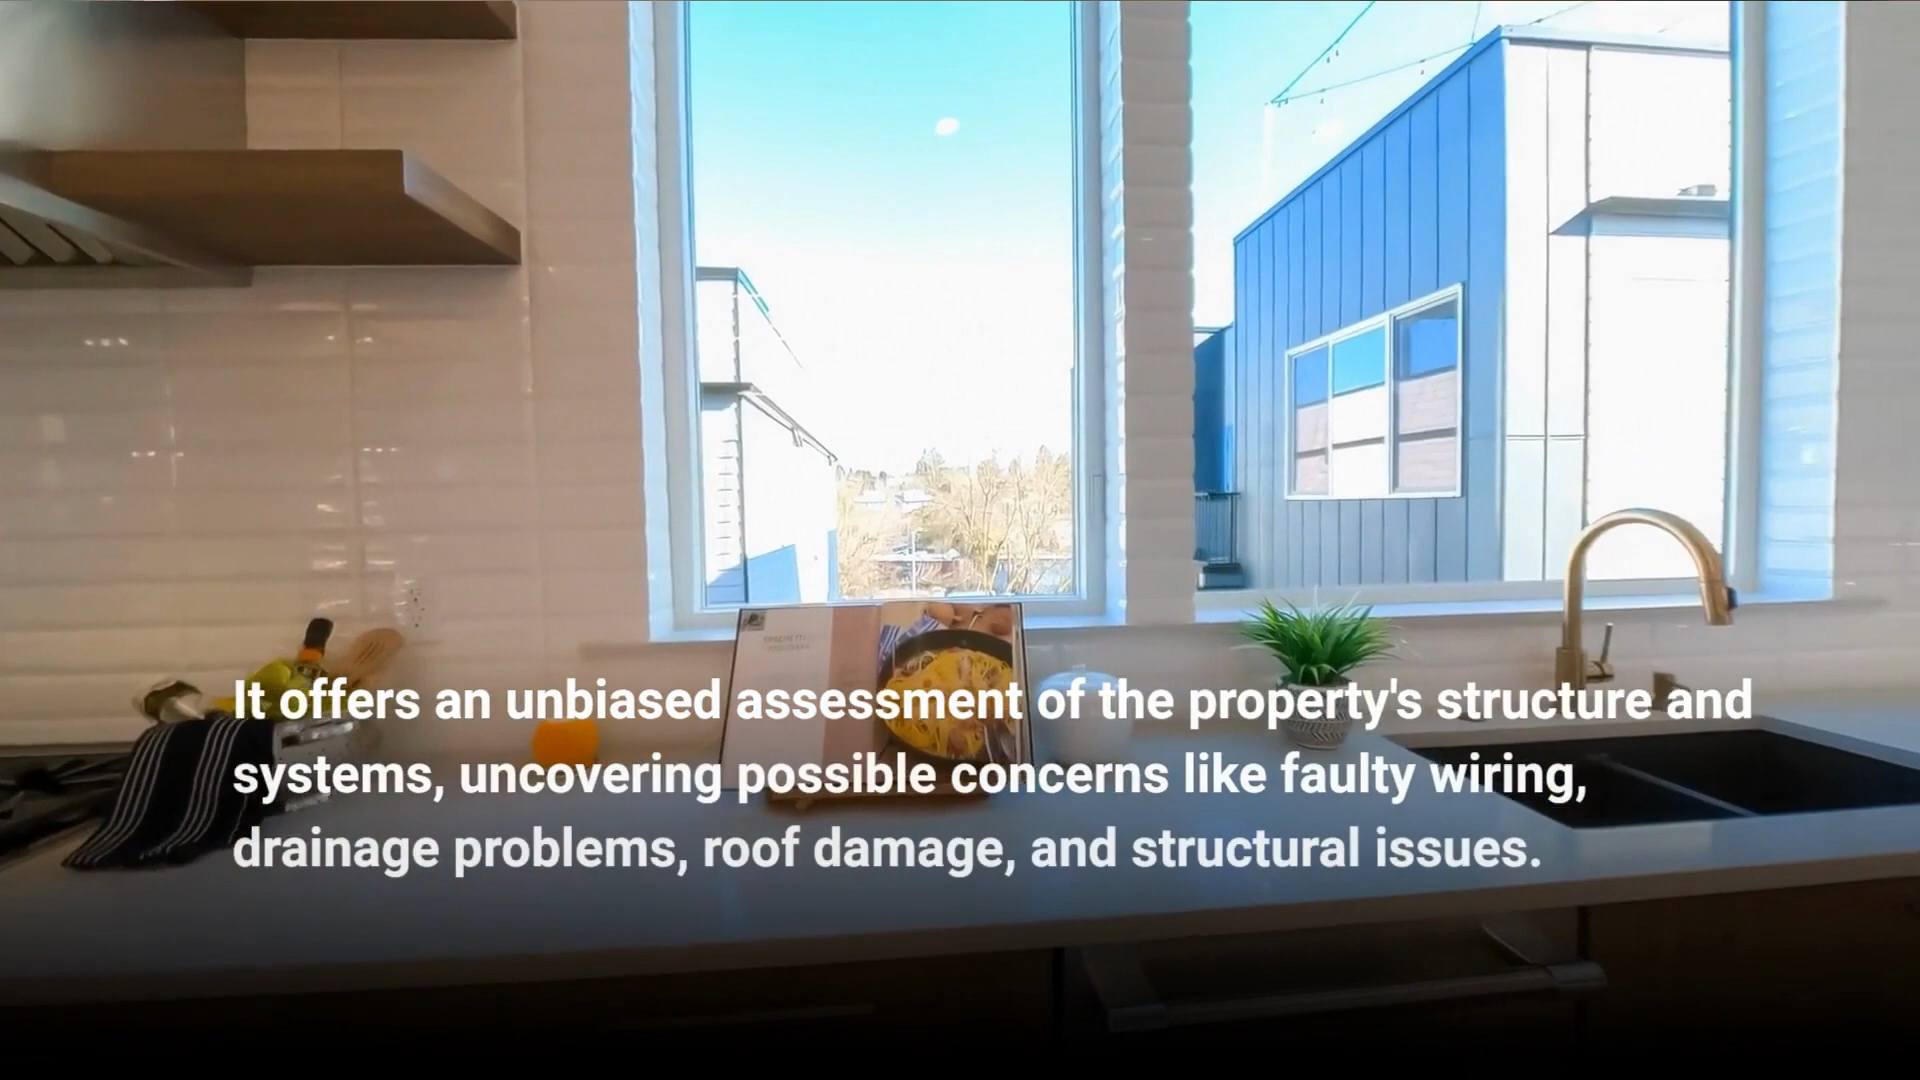 It offers an unbiased assessment of the property's structure and
systems, uncovering possible concerns like faulty wiring,
drainage problems, roof damage, and structural issues.